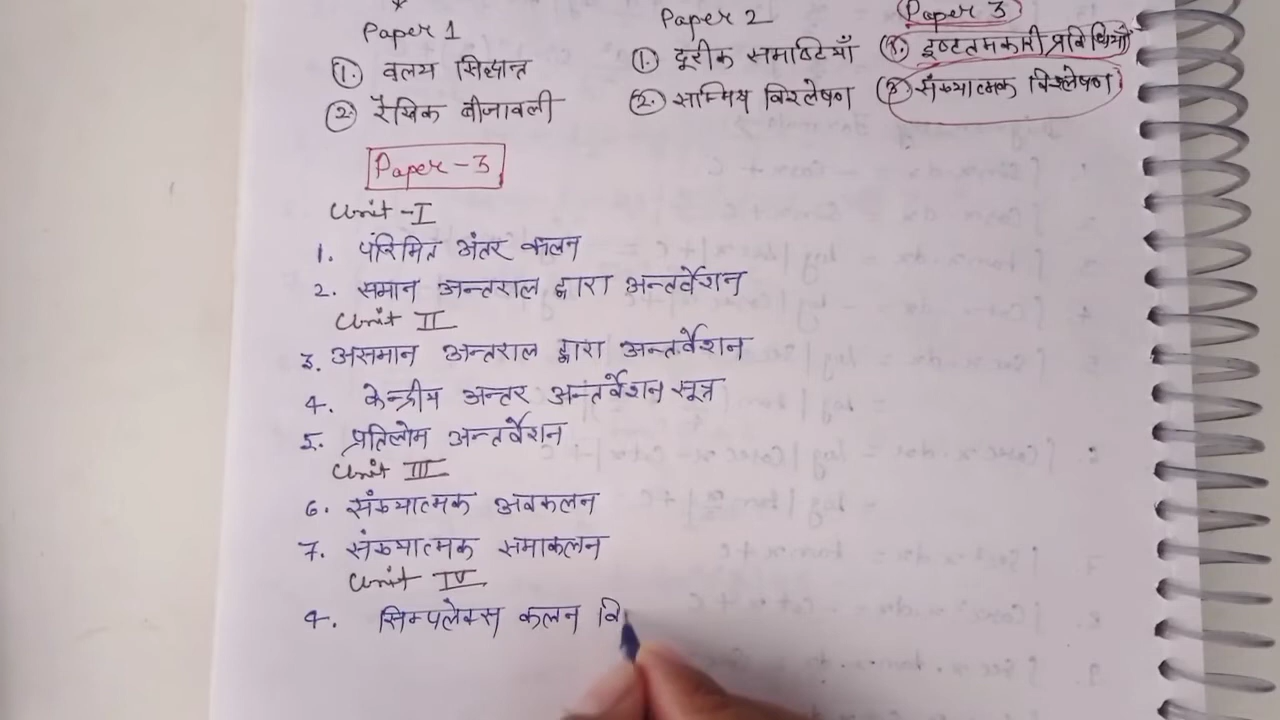 Paper 1
① वलय सिद्धान्त
② रैखिक बीजावली
Paper 2
①. दूरीक समष्टियाँ
②. सम्मिश्र विश्लेषण
Paper 3
①. इष्टतमकारी प्रविधियाँ
② संख्यात्मक विश्लेषण
Paper - 3
Unit - I
1. परिमित अंतर कलन
2. समान अन्तराल द्वारा अन्तर्वेशन
Unit II
3. असमान अन्तराल द्वारा अन्तर्वेशन
4. केन्द्रीय अन्तर अन्तर्वेशन सूत्र
5. प्रतिलोम अन्तर्वेशन
Unit III
6. संख्यात्मक अवकलन
7. संख्यात्मक समाकलन
Unit IV
सिम्पलेक्स कलन वि